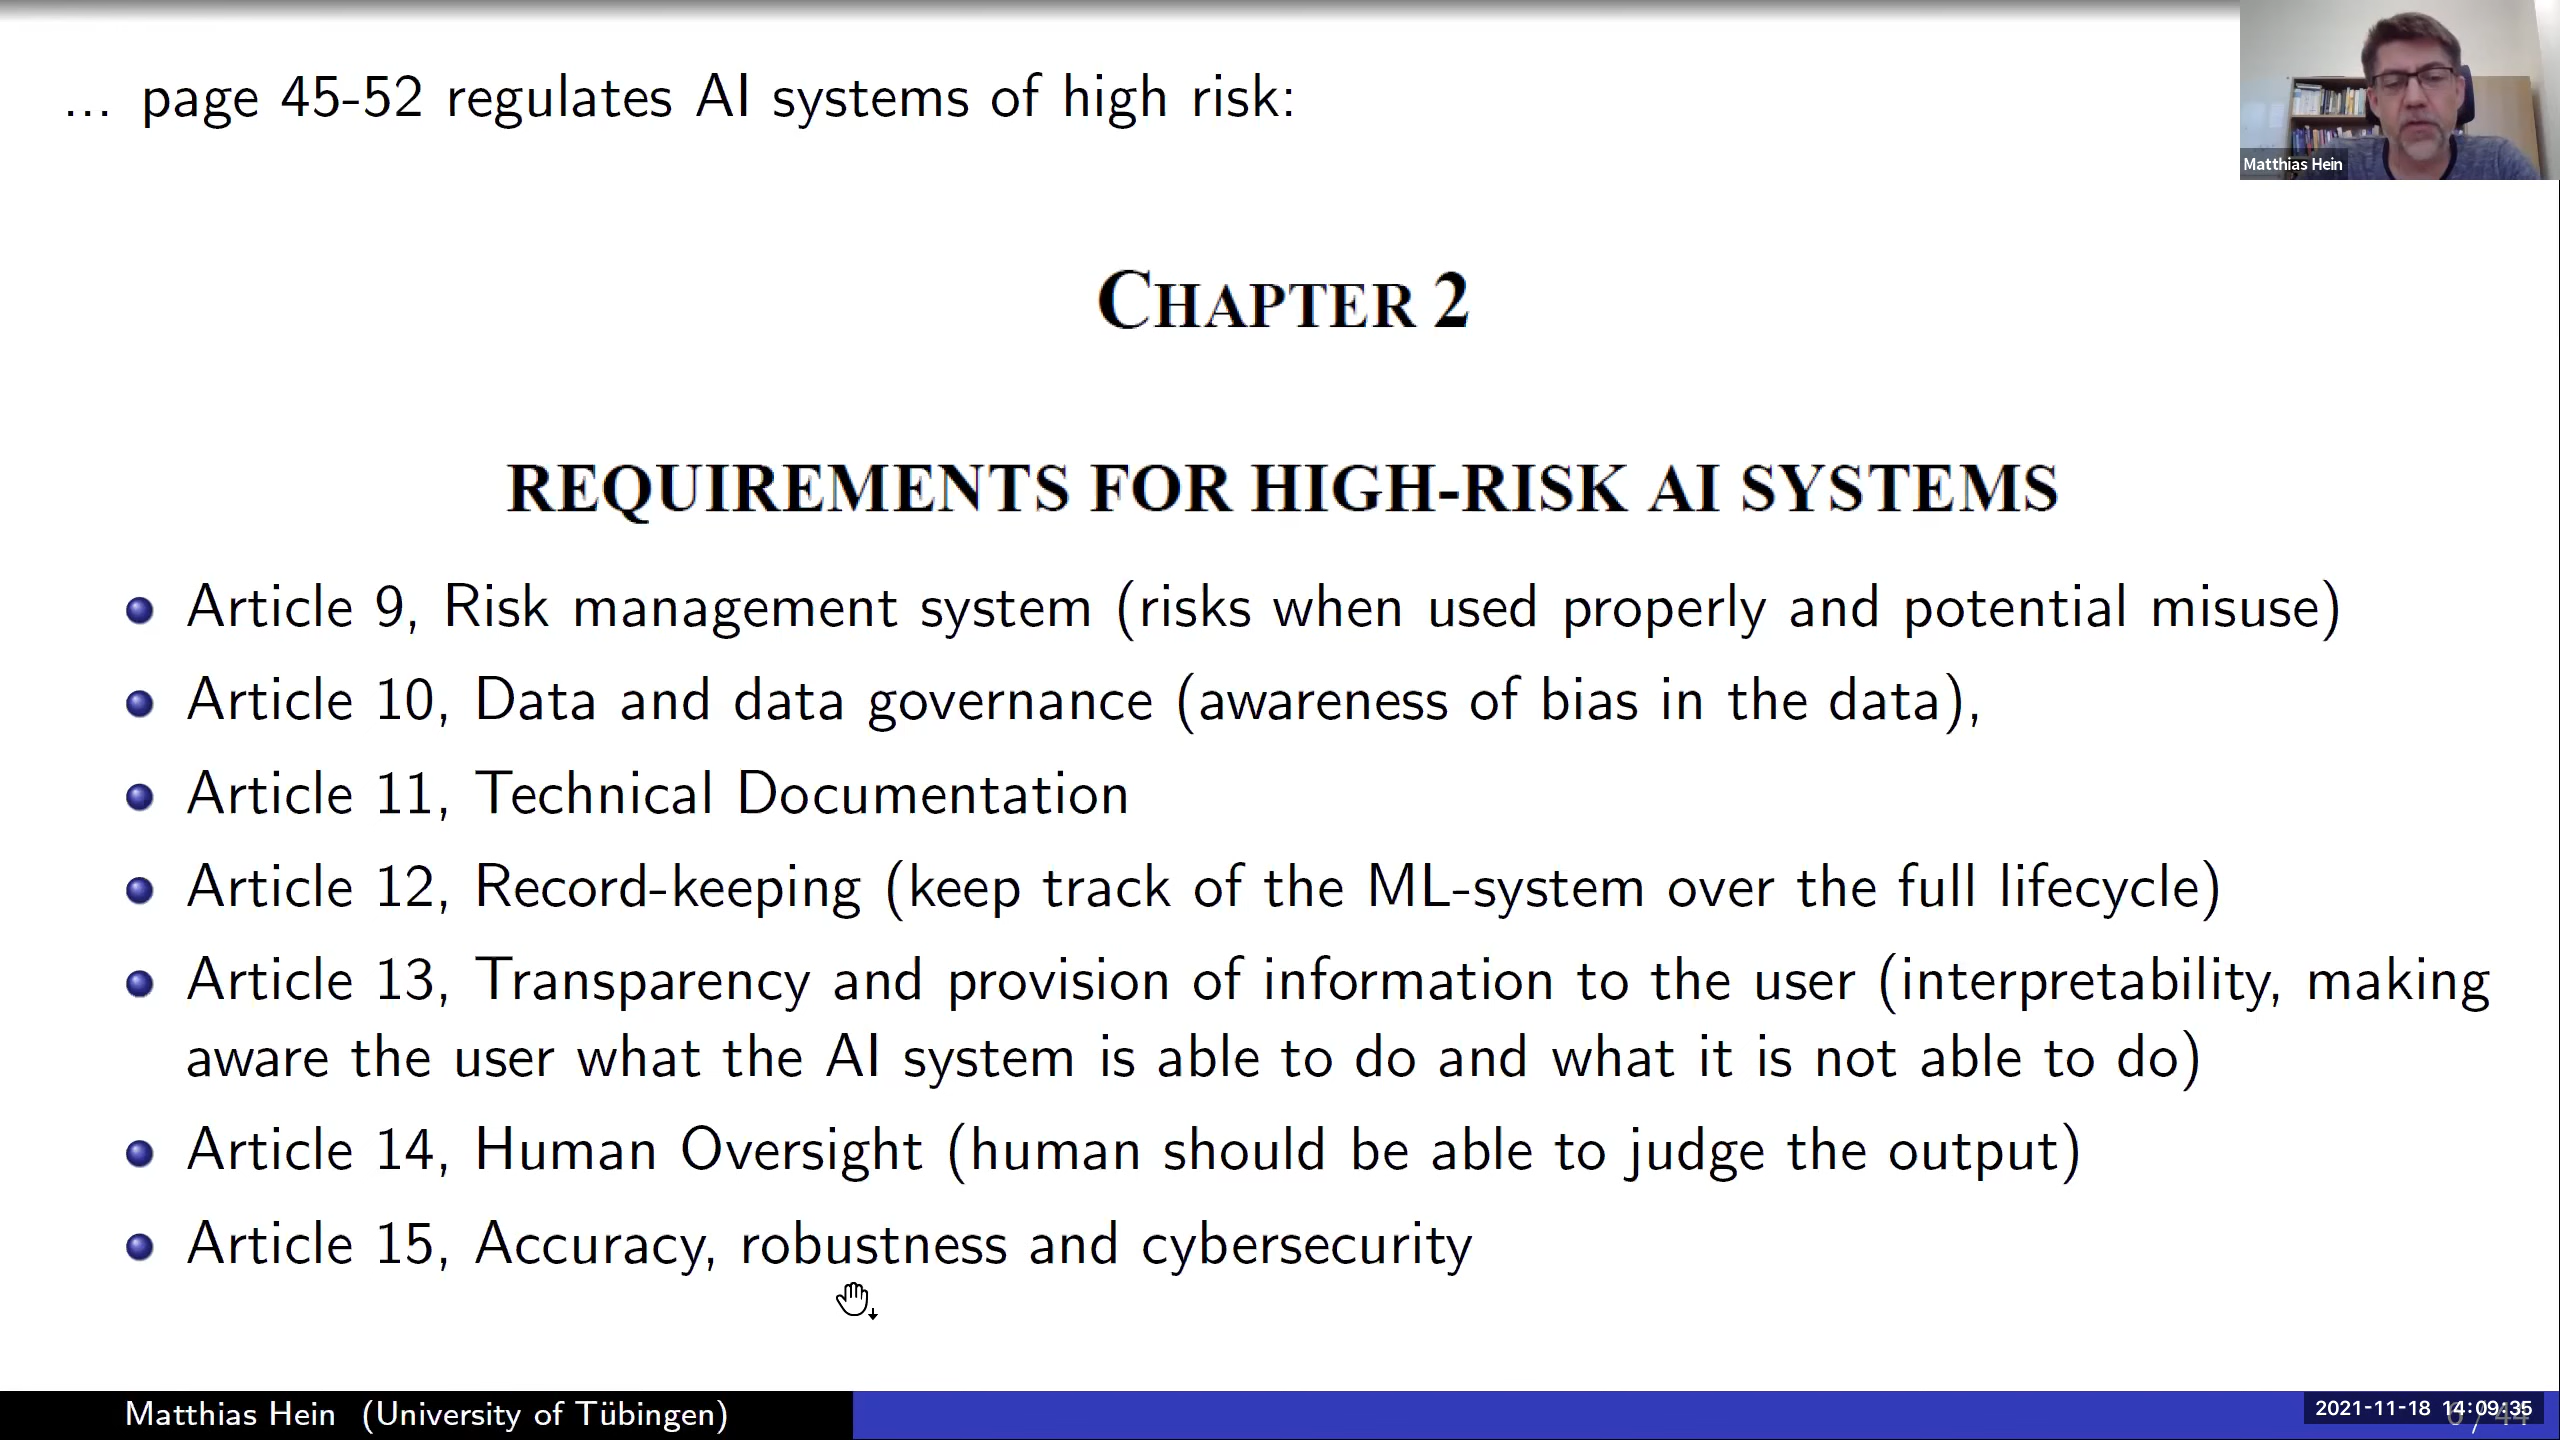 ... page 45-52 regulates AI systems of high risk:
Matthias Hein
CHAPTER 2
REQUIREMENTS FOR HIGH-RISK AI SYSTEMS
Article 9, Risk management system (risks when used properly and potential misuse)
Article 10, Data and data governance (awareness of bias in the data),
Article 11, Technical Documentation
Article 12, Record-keeping (keep track of the ML-system over the full lifecycle)
Article 13, Transparency and provision of information to the user (interpretability, making
aware the user what the AI system is able to do and what it is not able to do)
Article 14, Human Oversight (human should be able to judge the output)
Article 15, Accuracy, robustness and cybersecurity
Matthias Hein (University of Tübingen)
2021-11-18 14:09:35
6 / 44